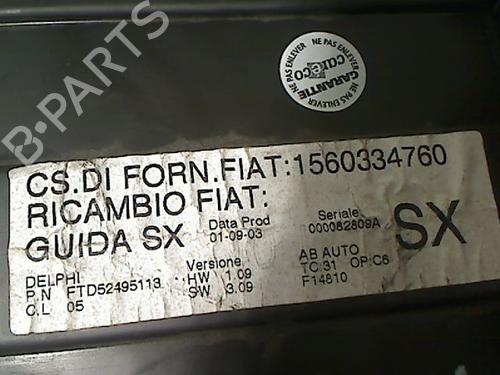 NE PAS ENLEVER
careco
GARANTIE
NE PAS ENLEVER
B-PARTS
CS.DI FORN.FIAT:1560334760
RICAMBIO FIAT:
GUIDA SX
Data Prod
01-09-03
Seriale
000082809A
SX
DELPHI
P.N FTD52495113
C.L 05
Versione
HW 1.09
SW 3.09
AB AUTO
TC:31 OP:C6
F14810